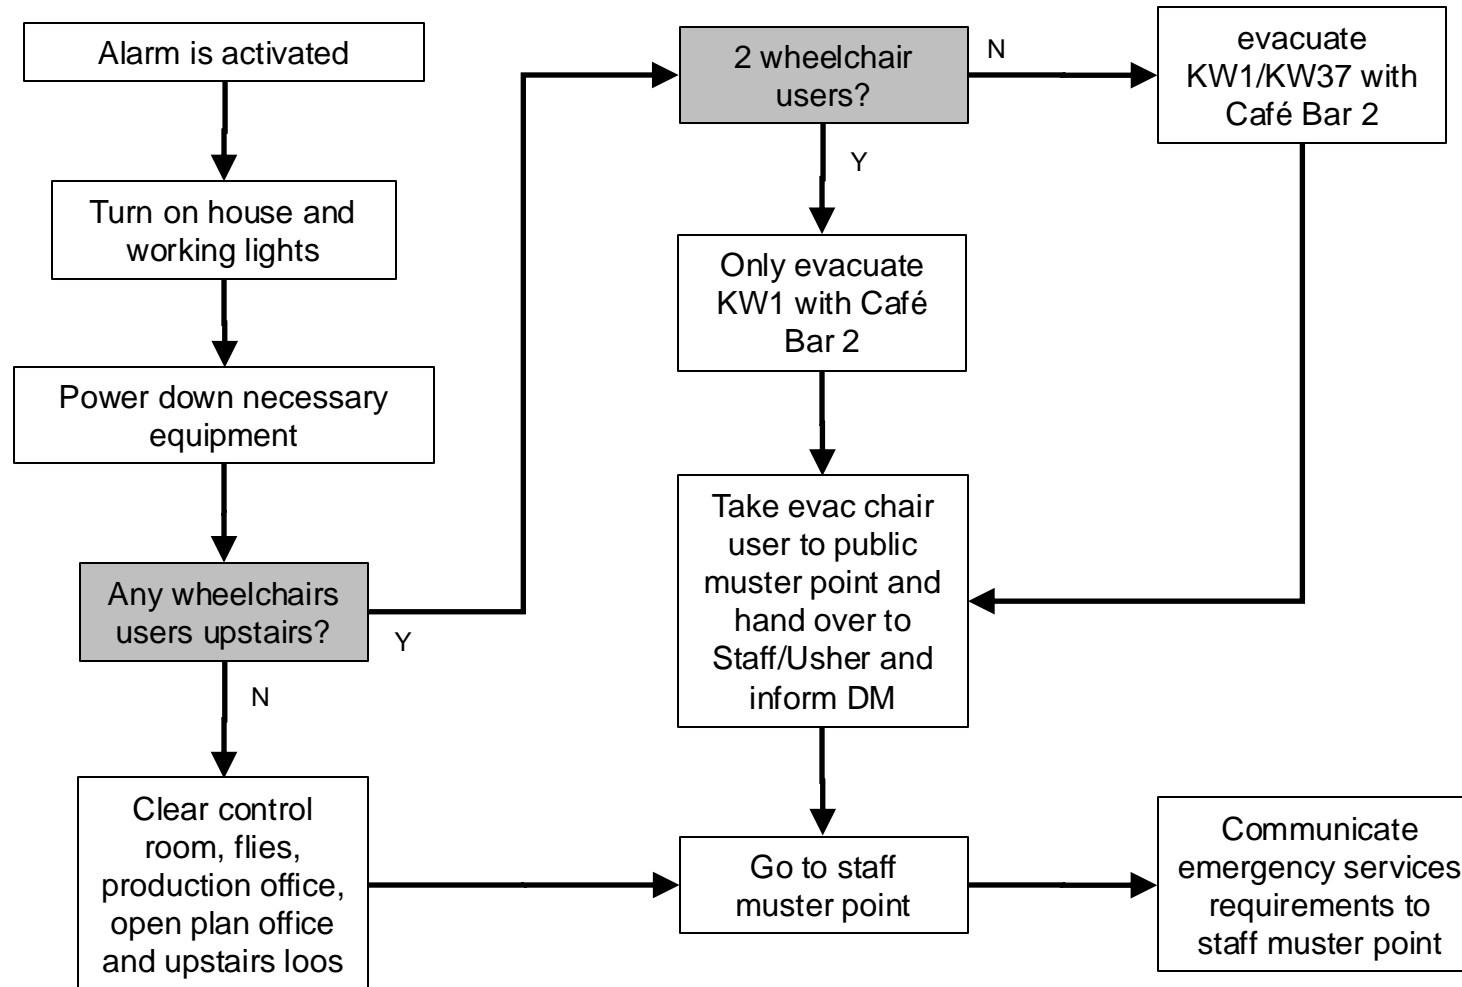 Alarm is activated
Turn on house and
working lights
Power down necessary
equipment
Any wheelchairs
users upstairs?
Y
N
Clear control
room, flies,
production office,
open plan office
and upstairs loos
2 wheelchair
users?
N
Y
evacuate
KW1/KW37 with
Café Bar 2
Only evacuate
KW1 with Café
Bar 2
Take evac chair
user to public
muster point and
hand over to
Staff/Usher and
inform DM
Go to staff
muster point
Communicate
emergency services
requirements to
staff muster point